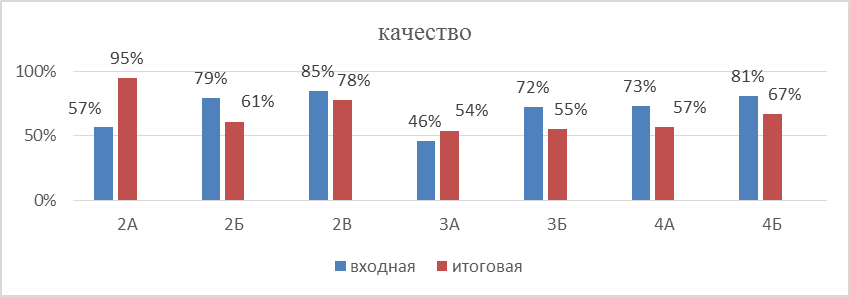 качество
95%
85%
81%
79%
78%
72%
73%
67%
100%
57%
61%
46%
54%
55%
57%
50%
0%
2А
2Б
2В
3А
3Б
4А
4Б
входная
итоговая